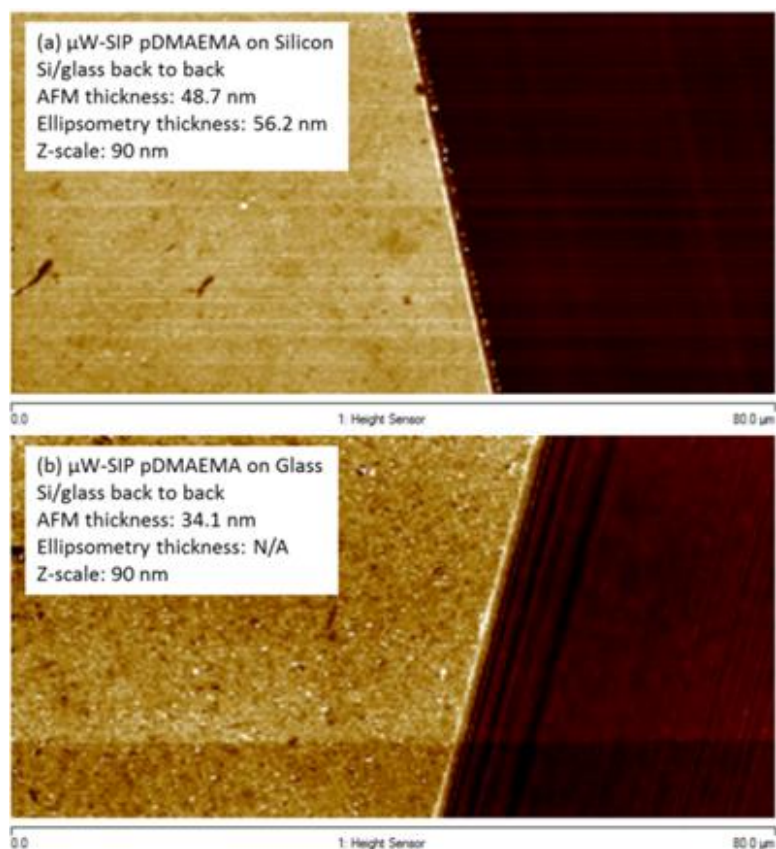 (a) µW-SIP pDMAEMA on Silicon
Si/glass back to back
AFM thickness: 48.7 nm
Ellipsometry thickness: 56.2 nm
Z-scale: 90 nm
0.0 1: Height Sensor 80.0 µm
(b) µW-SIP pDMAEMA on Glass
Si/glass back to back
AFM thickness: 34.1 nm
Ellipsometry thickness: N/A
Z-scale: 90 nm
0.0 1: Height Sensor 80.0 µm